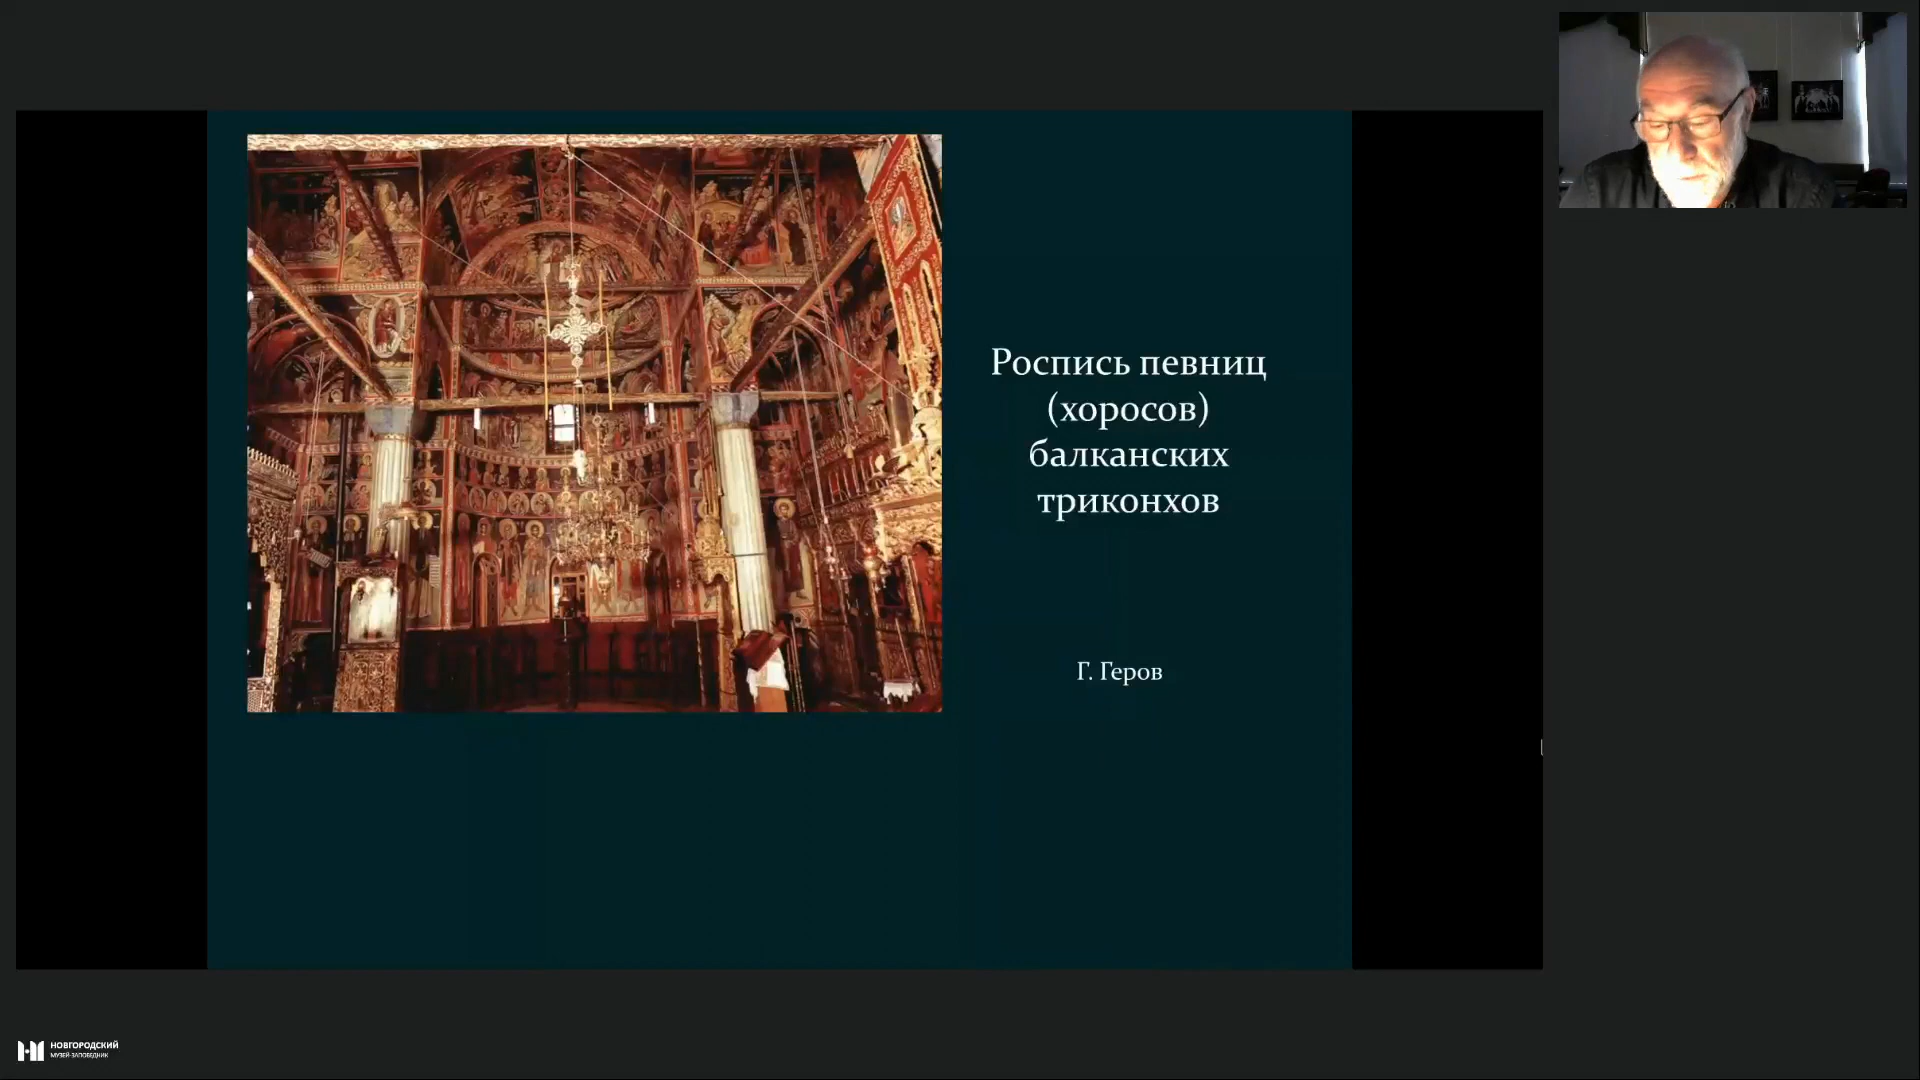 Роспись певниц
(хоросов)
балканских
триконхов
Г. Геров
НОВГОРОДСКИЙ
МУЗЕЙ-ЗАПОВЕДНИК